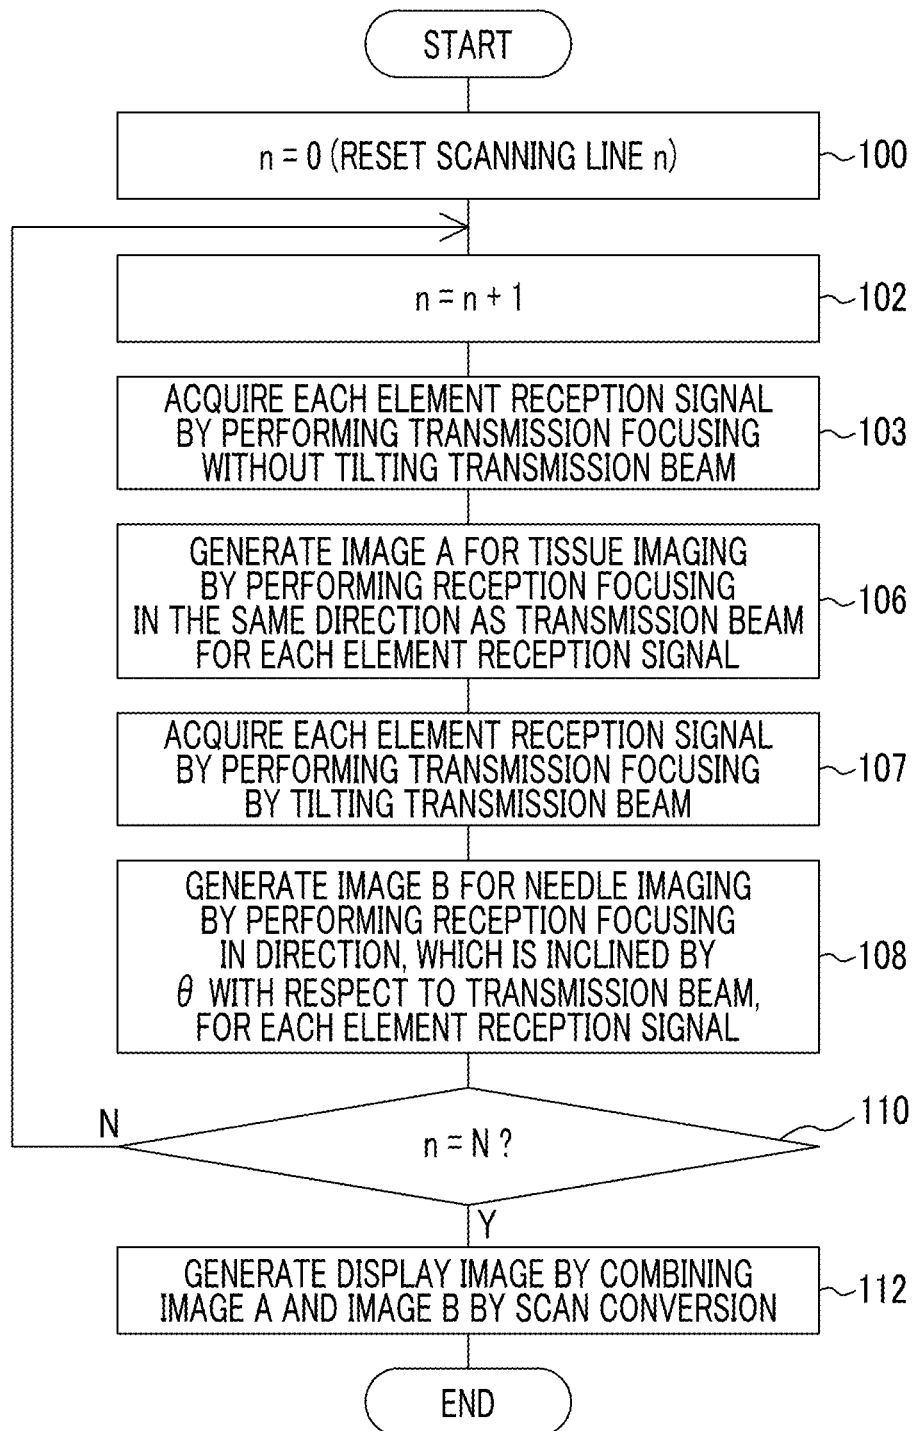 START
n = 0 (RESET SCANNING LINE n)
100
n = n + 1
102
ACQUIRE EACH ELEMENT RECEPTION SIGNAL
BY PERFORMING TRANSMISSION FOCUSING
WITHOUT TILTING TRANSMISSION BEAM
103
GENERATE IMAGE A FOR TISSUE IMAGING
BY PERFORMING RECEPTION FOCUSING
IN THE SAME DIRECTION AS TRANSMISSION BEAM
FOR EACH ELEMENT RECEPTION SIGNAL
106
ACQUIRE EACH ELEMENT RECEPTION SIGNAL
BY PERFORMING TRANSMISSION FOCUSING
BY TILTING TRANSMISSION BEAM
107
GENERATE IMAGE B FOR NEEDLE IMAGING
BY PERFORMING RECEPTION FOCUSING
IN DIRECTION, WHICH IS INCLINED BY
θ WITH RESPECT TO TRANSMISSION BEAM,
FOR EACH ELEMENT RECEPTION SIGNAL
108
N
n = N ?
110
Y
GENERATE DISPLAY IMAGE BY COMBINING
IMAGE A AND IMAGE B BY SCAN CONVERSION
112
END